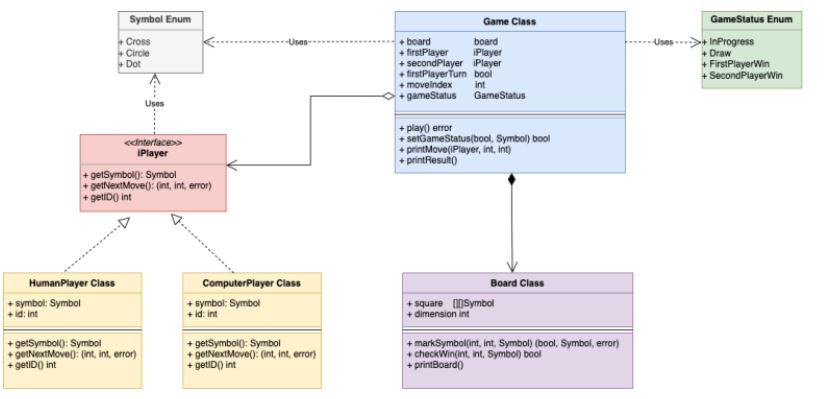 Symbol Enum
+ Cross
+ Circle
+ Dot
Uses
Game Class
+ board board
+ firstPlayer iPlayer
+ secondPlayer iPlayer
+ firstPlayerTurn bool
+ moveIndex int
+ gameStatus GameStatus
+ play() error
+ setGameStatus(bool, Symbol) bool
+ printMove(iPlayer, int, int)
+ printResult()
Uses
GameStatus Enum
+ InProgress
+ Draw
+ FirstPlayerWin
+ SecondPlayerWin
Uses
<<Interface>>
iPlayer
+ getSymbol(): Symbol
+ getNextMove(): (int, int, error)
+ getID() int
HumanPlayer Class
+ symbol: Symbol
+ id: int
+ getSymbol(): Symbol
+ getNextMove(): (int, int, error)
+ getID() int
ComputerPlayer Class
+ symbol: Symbol
+ id: int
+ getSymbol(): Symbol
+ getNextMove(): (int, int, error)
+ getID() int
Board Class
+ square [][]Symbol
+ dimension int
+ markSymbol(int, int, Symbol) (bool, Symbol, error)
+ checkWin(int, int, Symbol) bool
+ printBoard()